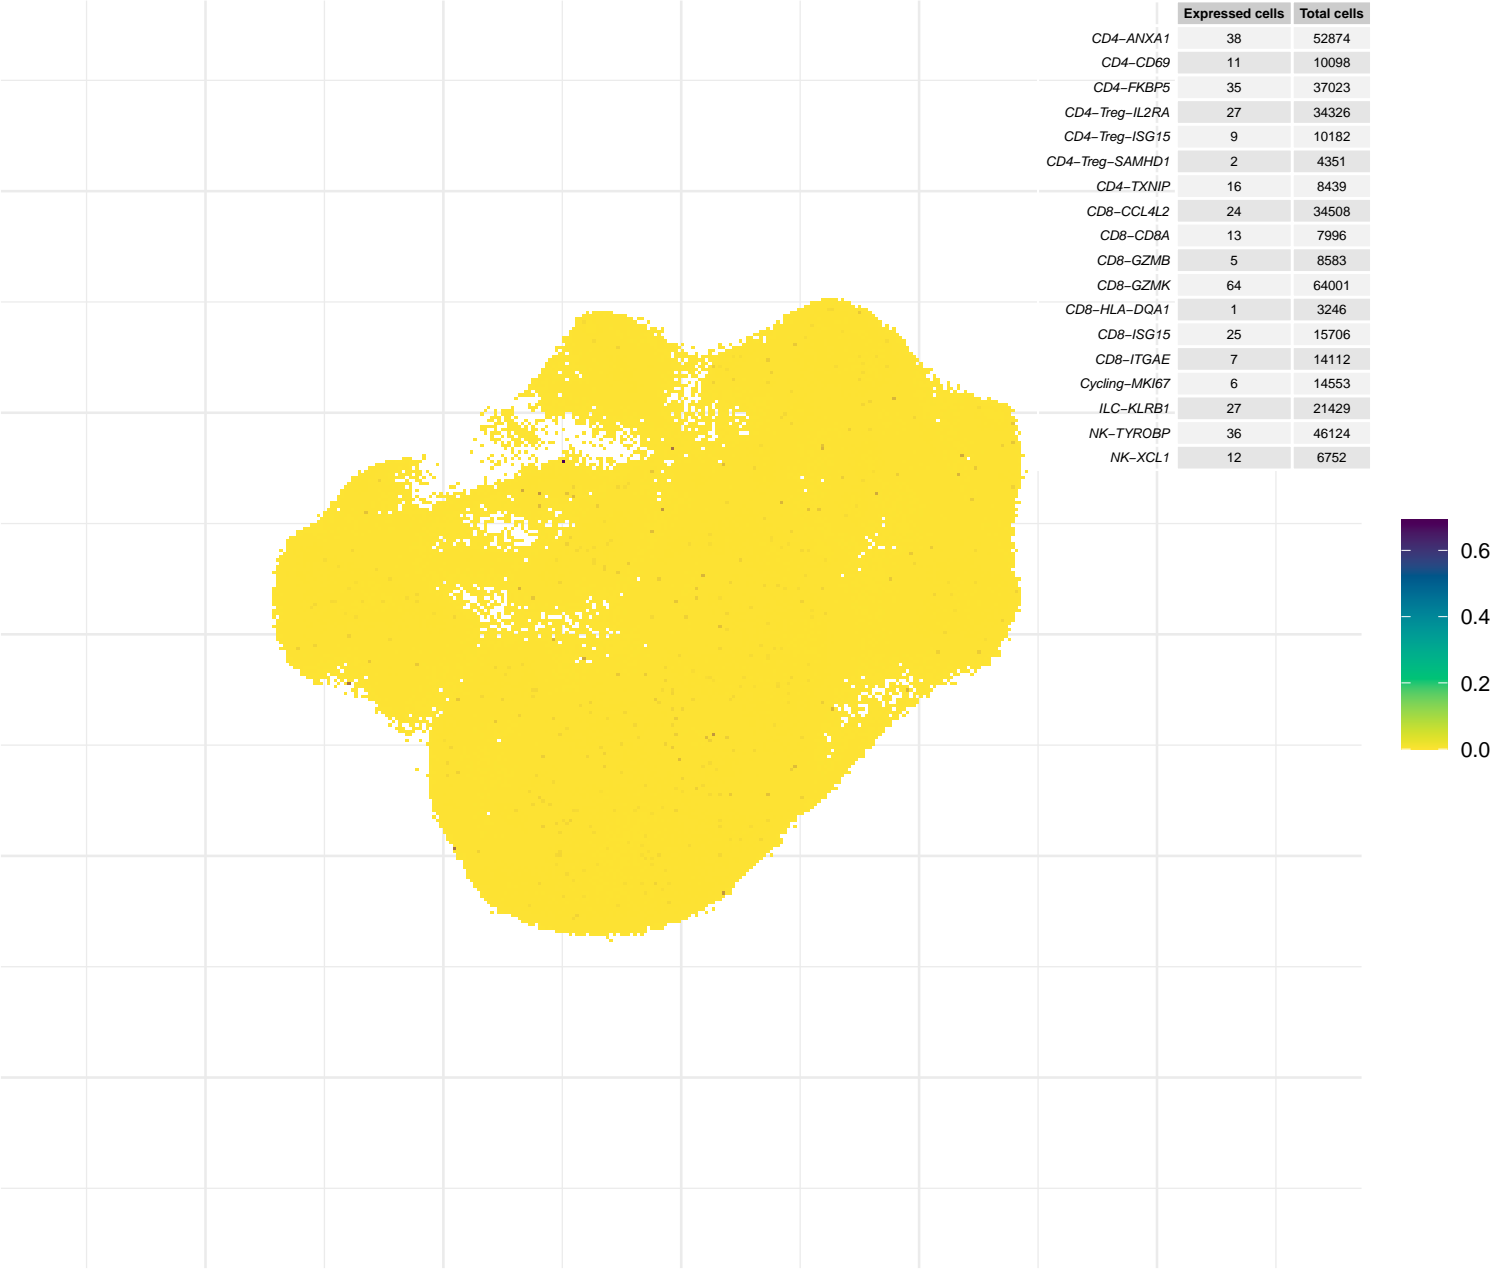 Expressed cells Total cells
CD4−ANXA1 38 52874
CD4−CD69 11 10098
CD4−FKBP5 35 37023
CD4−Treg−IL2RA 27 34326
CD4−Treg−ISG15 9 10182
CD4−Treg−SAMHD1 2 4351
CD4−TXNIP 16 8439
CD8−CCL4L2 24 34508
CD8−CD8A 13 7996
CD8−GZMB 5 8583
CD8−GZMK 64 64001
CD8−HLA−DQA1 1 3246
CD8−ISG15 25 15706
CD8−ITGAE 7 14112
Cycling−MKI67 6 14553
ILC−KLRB1 27 21429
NK−TYROBP 36 46124
NK−XCL1 12 6752
0.6
0.4
0.2
0.0